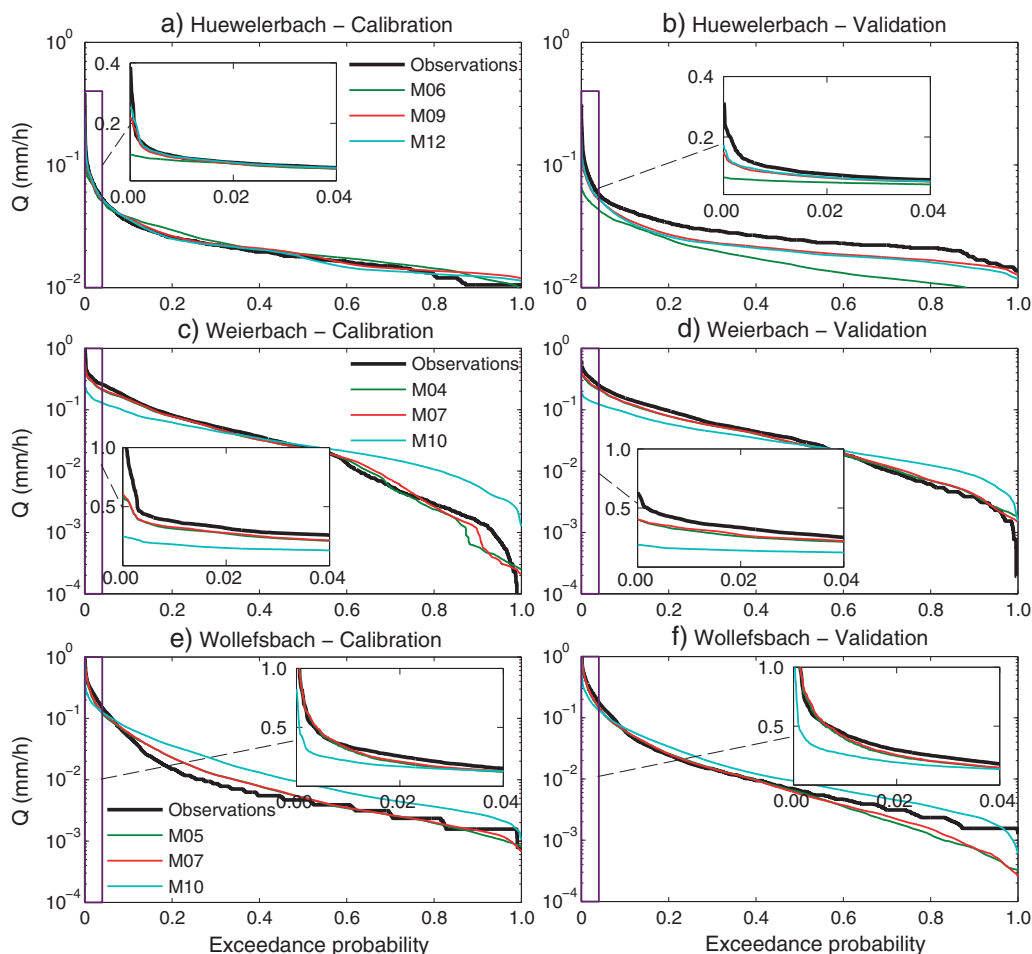 a) Huewelerbach – Calibration
b) Huewelerbach – Validation
10^0
10^-1
10^-2
Q (mm/h)
0.4
0.2
0.00 0.02 0.04
Observations
M06
M09
M12
0 0.2 0.4 0.6 0.8 1.0
10^0
10^-1
10^-2
0.4
0.2
0.00 0.02 0.04
0 0.2 0.4 0.6 0.8 1.0
c) Weierbach – Calibration
d) Weierbach – Validation
10^0
10^-1
10^-2
10^-3
10^-4
Q (mm/h)
Observations
M04
M07
M10
1.0
0.5
0.00 0.02 0.04
0 0.2 0.4 0.6 0.8 1.0
10^0
10^-1
10^-2
10^-3
10^-4
1.0
0.5
0.00 0.02 0.04
0 0.2 0.4 0.6 0.8 1.0
e) Wollefsbach – Calibration
f) Wollefsbach – Validation
10^0
10^-1
10^-2
10^-3
10^-4
Q (mm/h)
1.0
0.5
0.00 0.02 0.04
Observations
M05
M07
M10
0 0.2 0.4 0.6 0.8 1.0
Exceedance probability
10^0
10^-1
10^-2
10^-3
10^-4
1.0
0.5
0.00 0.02 0.04
0 0.2 0.4 0.6 0.8 1.0
Exceedance probability